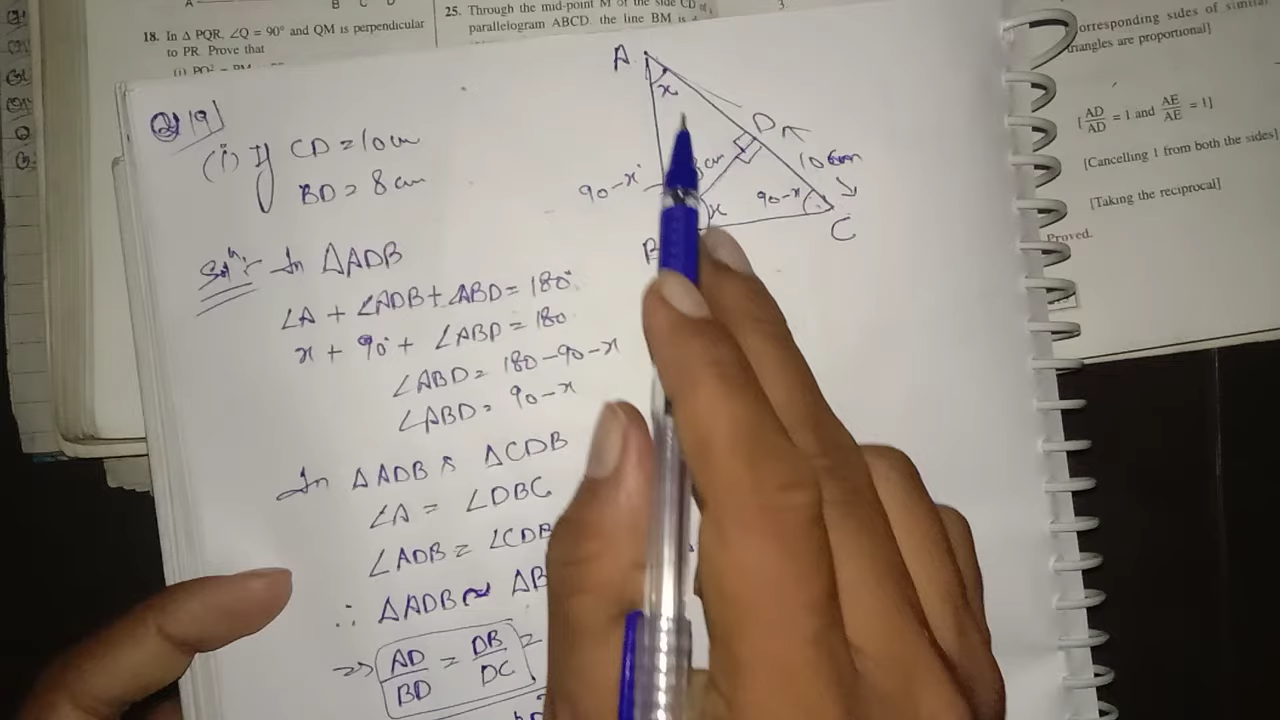 A B C D
18. In Δ PQR, ∠Q = 90° and QM is perpendicular
to PR. Prove that
25. Through the mid-point M of the side CD of
parallelogram ABCD, the line BM is
3.
corresponding sides of similar
triangles are proportional]
[AD/AD = 1 and AE/AE = 1]
[Cancelling 1 from both the sides]
[Taking the reciprocal]
Proved.
Q 19
(i) If CD = 10 cm
BD = 8 cm
A
x
D
8 cm
10 cm
90-x
x
90-x
B
C
Solⁿ:- In ΔADB
∠A + ∠ADB + ∠ABD = 180°
x + 90° + ∠ABD = 180
∠ABD = 180-90-x
∠ABD = 90-x
In ΔADB & ΔCDB
∠A = ∠DBC
∠ADB = ∠CDB
∴ ΔADB ~ ΔB
=> AD/BD = DB/DC =